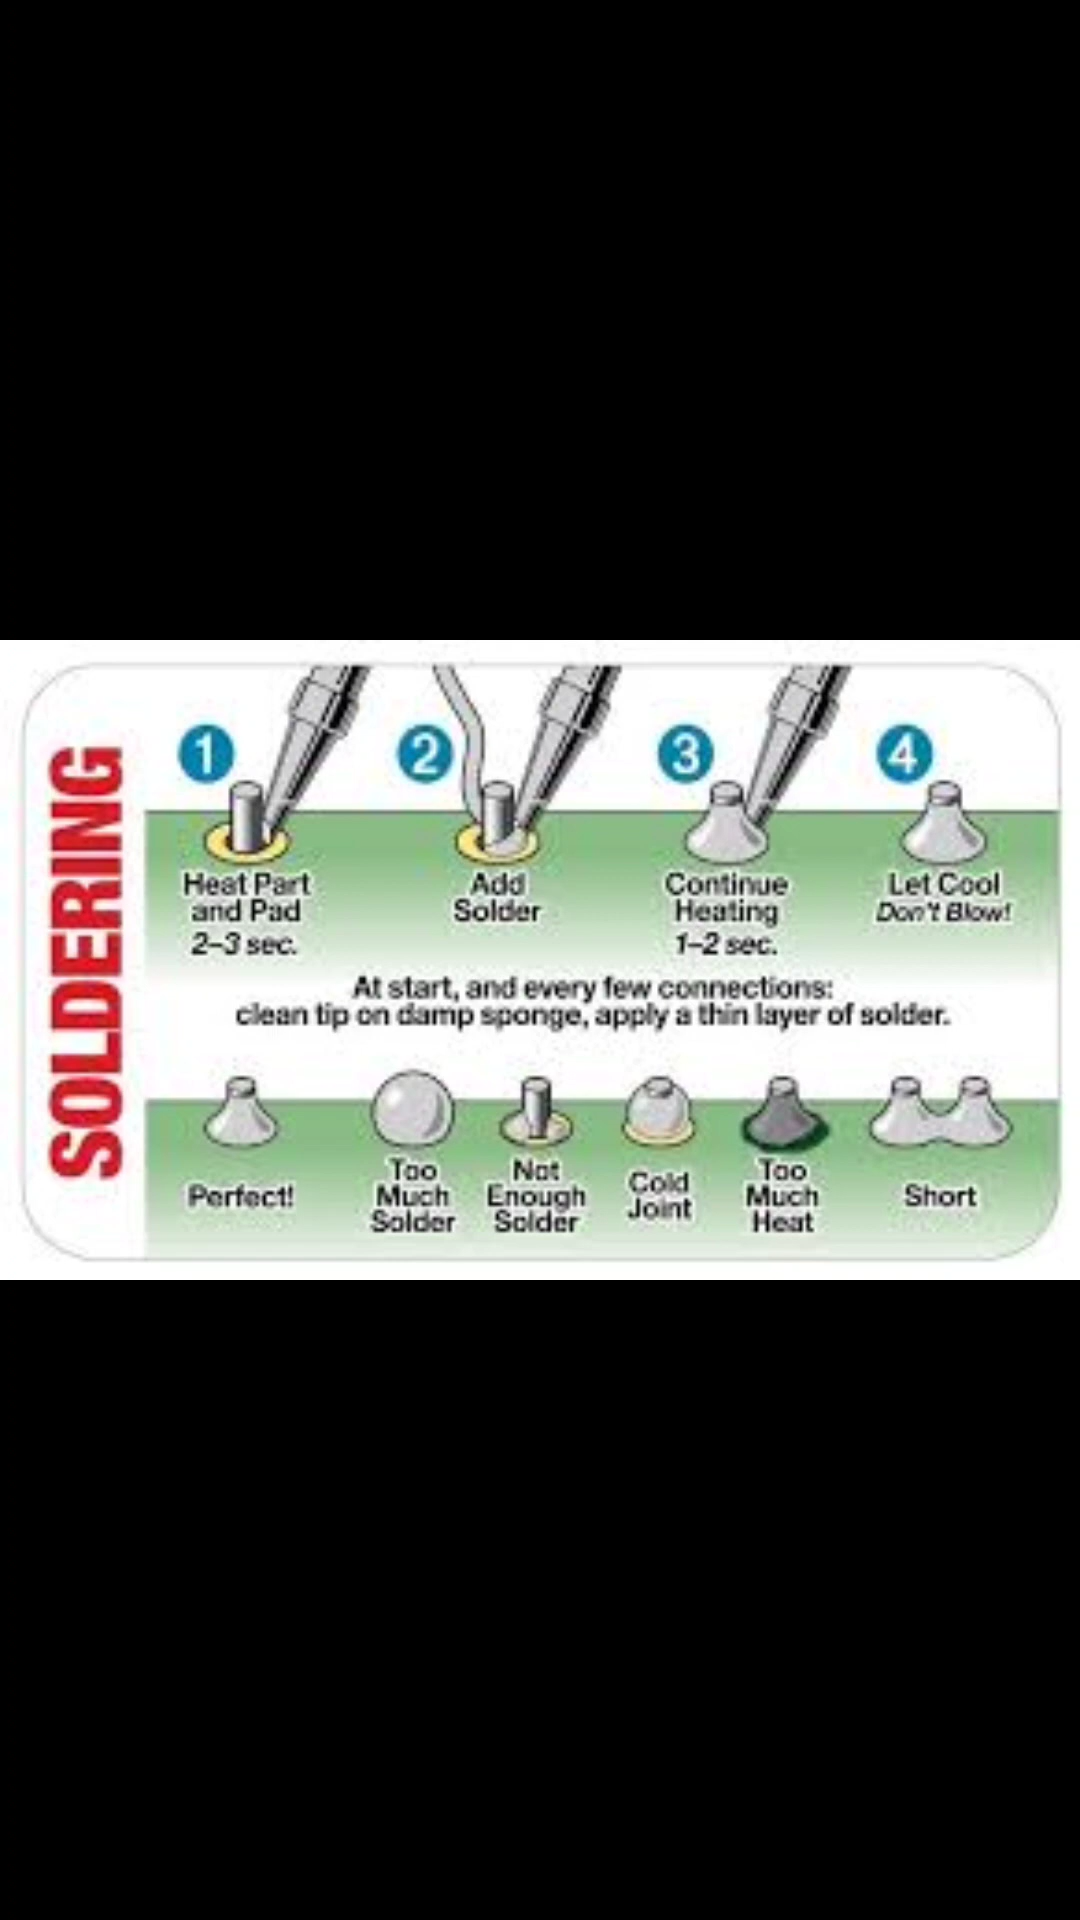 SOLDERING
1
2
3
4
Heat Part
and Pad
2–3 sec.
Add
Solder
Continue
Heating
1–2 sec.
Let Cool
Don't Blow!
At start, and every few connections:
clean tip on damp sponge, apply a thin layer of solder.
Perfect!
Too
Much
Solder
Not
Enough
Solder
Cold
Joint
Too
Much
Heat
Short